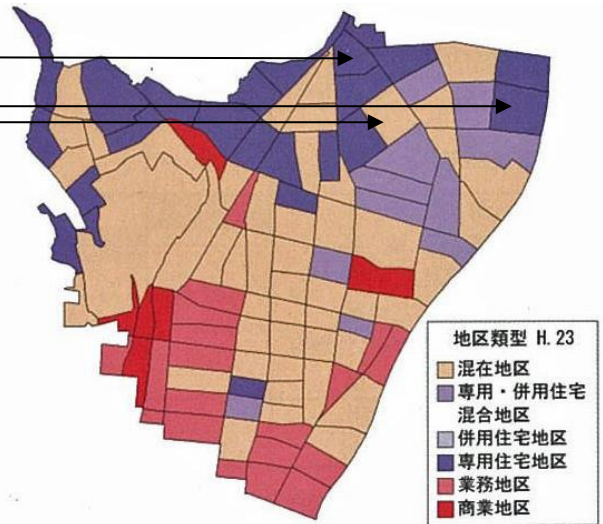 地区類型 H.23
混在地区
専用・併用住宅
混合地区
併用住宅地区
専用住宅地区
業務地区
商業地区